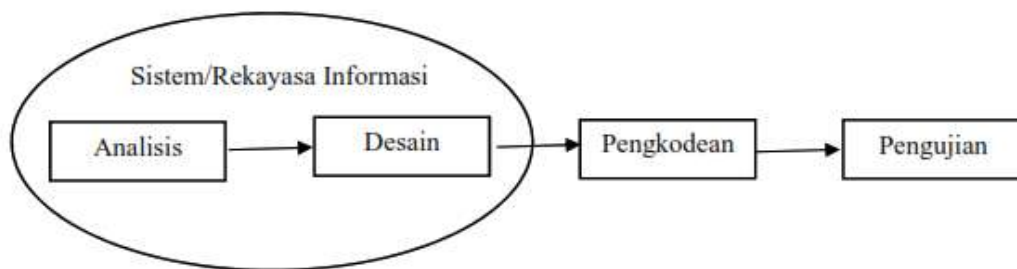 Sistem/Rekayasa Informasi
Analisis
Desain
Pengkodean
Pengujian